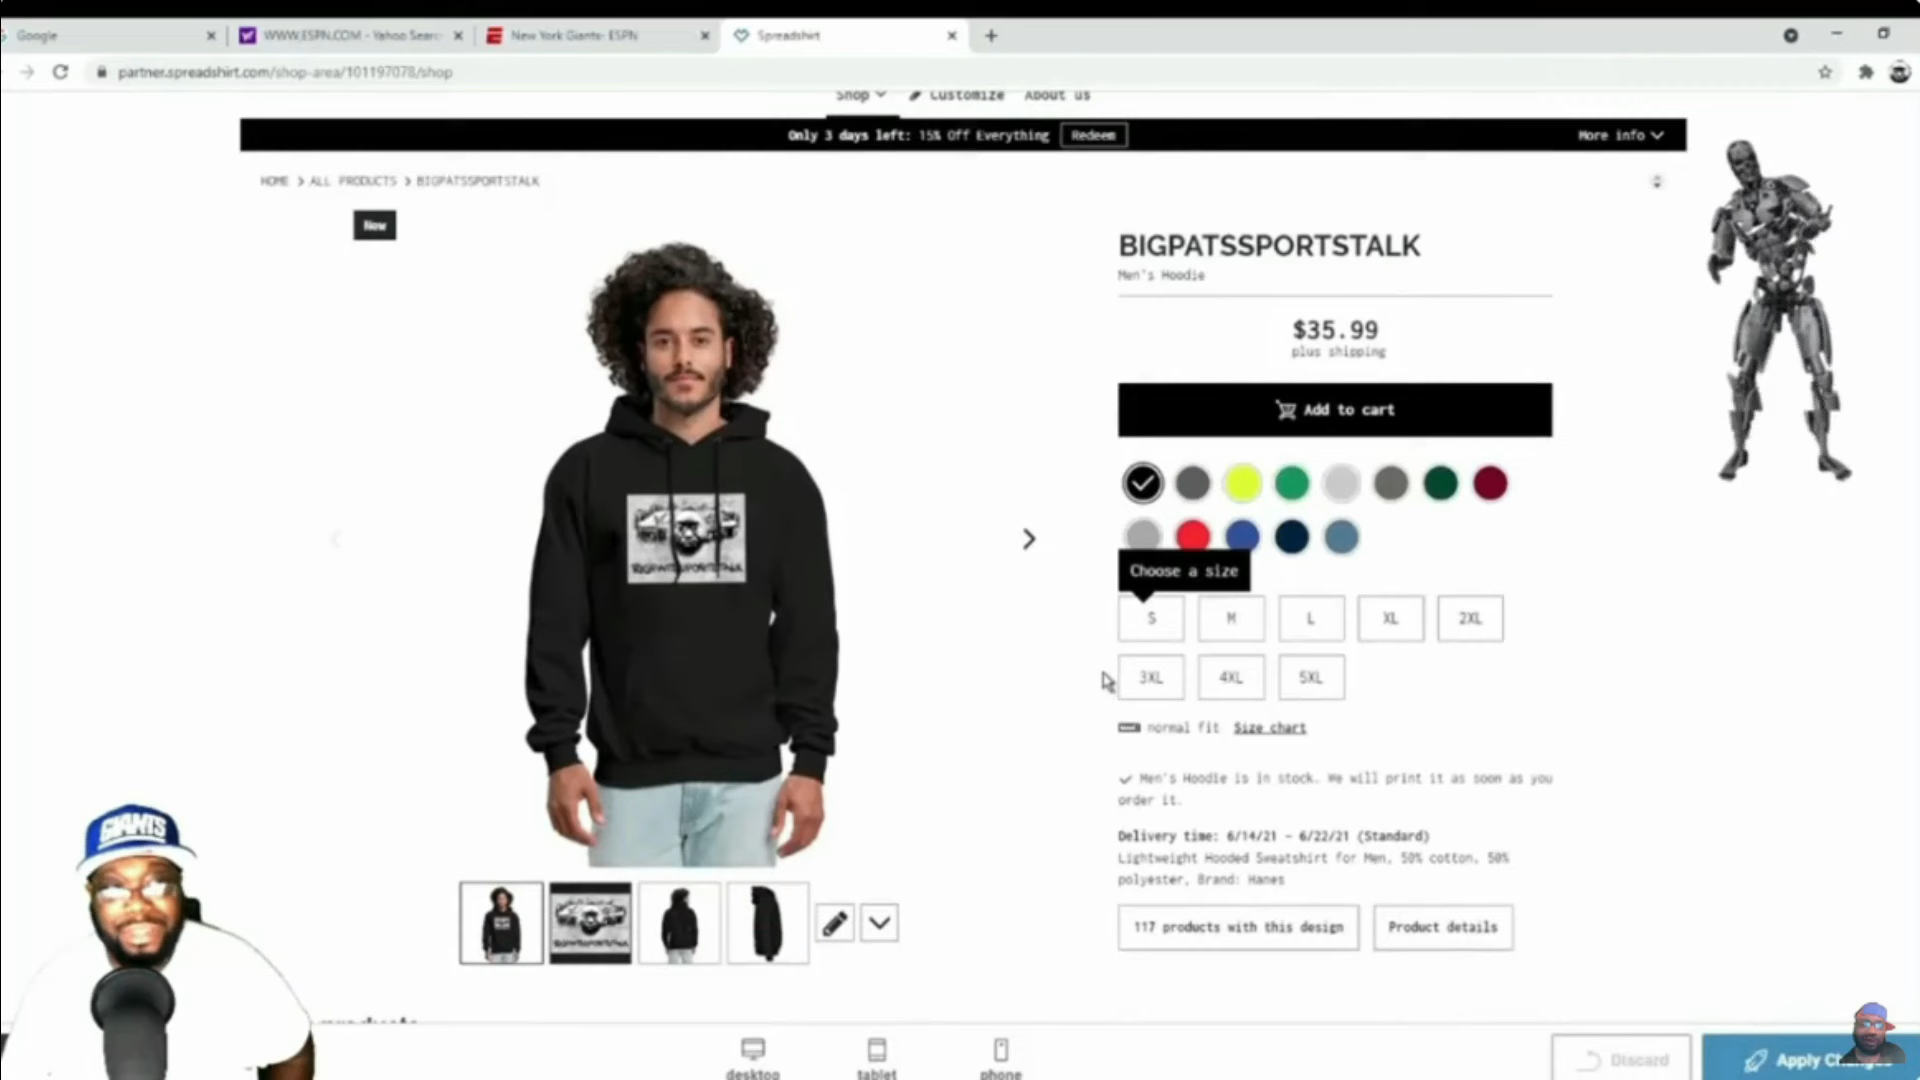 Google
WWW.ESPN.COM - Yahoo Sear
New York Giants- ESPN
Spreadshirt
partner.spreadshirt.com/shop-area/101197078/shop
Shop
Customize
About us
Only 3 days left: 15% Off Everything
Redeem
More info
HOME > ALL PRODUCTS > BIGPATSSPORTSTALK
New
BIGPATSSPORTSTALK
Men's Hoodie
$35.99
plus shipping
Add to cart
Choose a size
S M L XL 2XL
3XL 4XL 5XL
normal fit Size chart
Men's Hoodie is in stock. We will print it as soon as you
order it.
Delivery time: 6/14/21 - 6/22/21 (Standard)
Lightweight Hooded Sweatshirt for Men, 50% cotton, 50%
polyester, Brand: Hanes
117 products with this design
Product details
GIANTS
desktop
tablet
phone
Discard
Apply